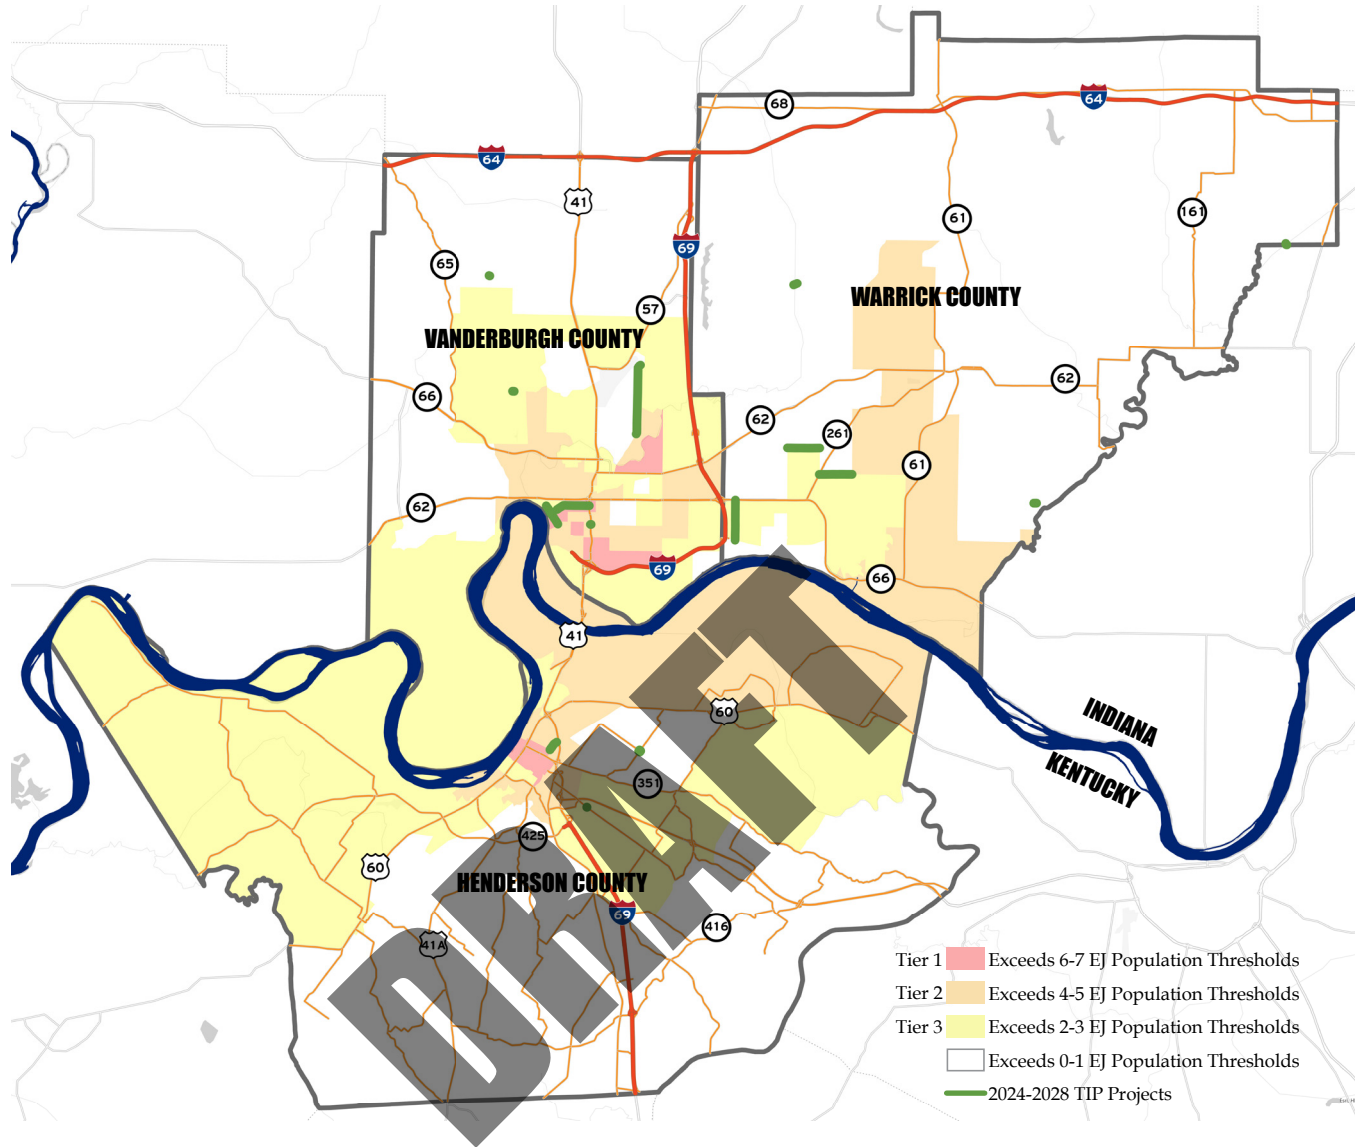 68
64
64
41
61
161
69
65
WARRICK COUNTY
57
VANDERBURGH COUNTY
62
66
62
261
61
62
69
66
41
60
INDIANA
KENTUCKY
351
425
60
HENDERSON COUNTY
69
416
41A
DRAFT
Tier 1 Exceeds 6-7 EJ Population Thresholds
Tier 2 Exceeds 4-5 EJ Population Thresholds
Tier 3 Exceeds 2-3 EJ Population Thresholds
Exceeds 0-1 EJ Population Thresholds
2024-2028 TIP Projects